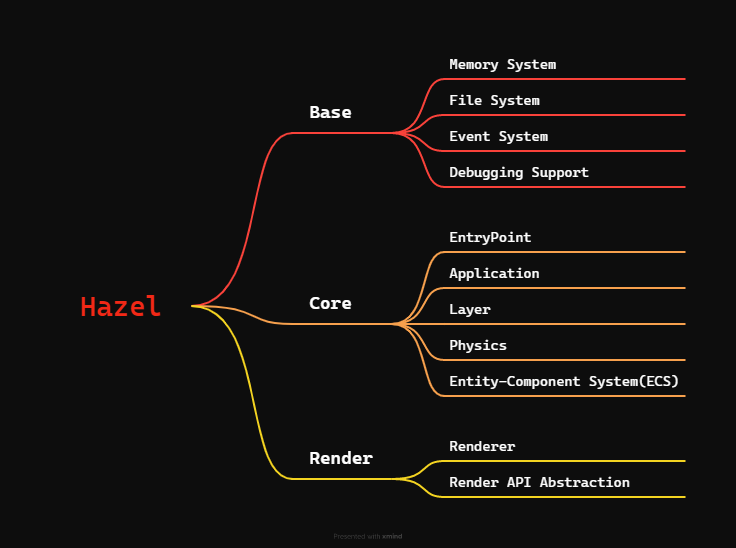 Hazel
Base
Memory System
File System
Event System
Debugging Support
Core
EntryPoint
Application
Layer
Physics
Entity-Component System(ECS)
Render
Renderer
Render API Abstraction
Presented with xmind